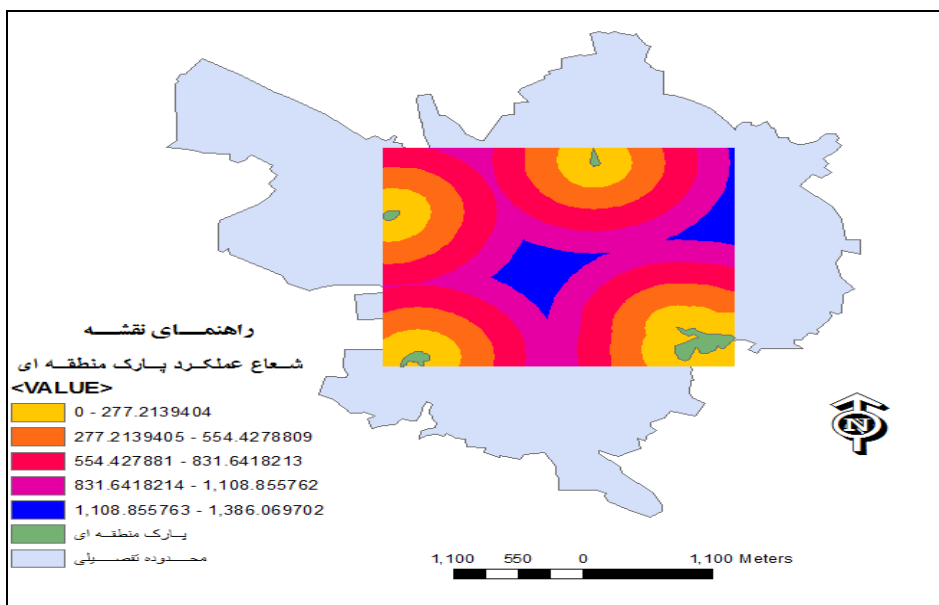 راهنمای نقشه
شعاع عملکرد پارک منطقه ای
<VALUE>
0 - 277.2139404
277.2139405 - 554.4278809
554.427881 - 831.6418213
831.6418214 - 1,108.855762
1,108.855763 - 1,386.069702
پارک منطقه ای
محدوده تفصیلی
N
1,100 550 0 1,100 Meters